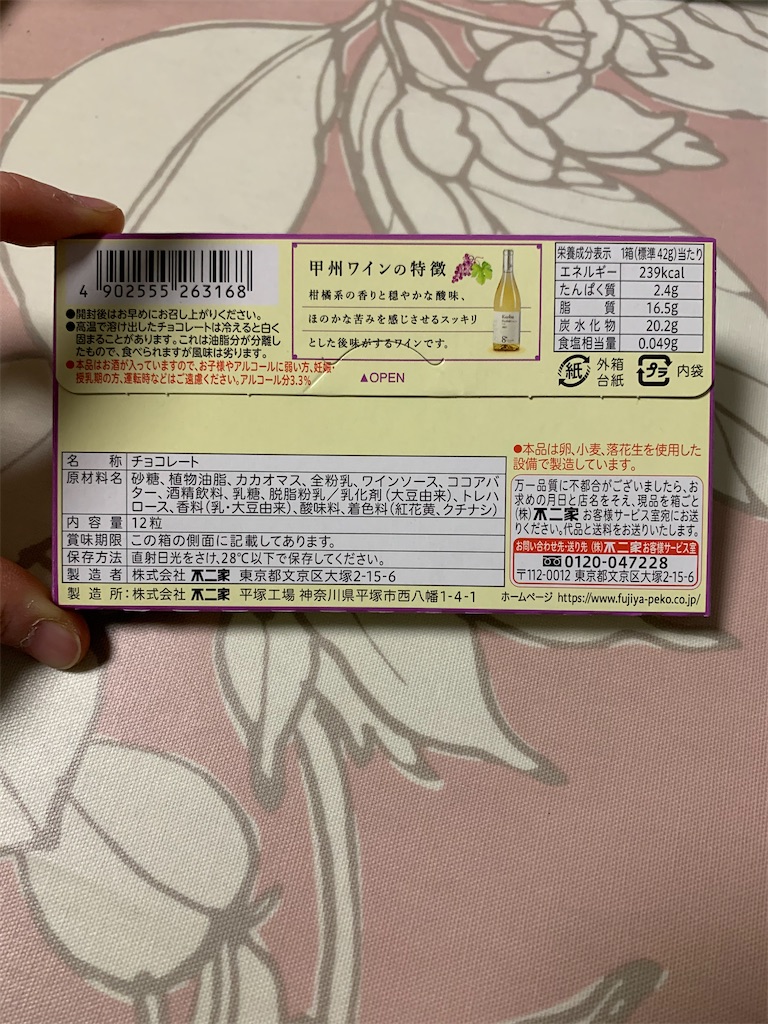 4 902555 263168
●開封後はお早めにお召し上がりください。
●高温で溶け出したチョコレートは冷えると白く
固まることがあります。これは油脂分が分離し
たもので、食べられますが風味は劣ります。
●本品はお酒が入っていますので、お子様やアルコールに弱い方、妊娠・
授乳期の方、運転時などはご遠慮ください。アルコール分3.3%
甲州ワインの特徴
柑橘系の香りと穏やかな酸味、
ほのかな苦みを感じさせるスッキリ
とした後味がするワインです。
▲OPEN
栄養成分表示 1箱(標準42g)当たり
エネルギー 239kcal
たんぱく質 2.4g
脂質 16.5g
炭水化物 20.2g
食塩相当量 0.049g
紙 外箱
台紙
プラ 内袋
名称 チョコレート
原材料名 砂糖、植物油脂、カカオマス、全粉乳、ワインソース、ココアバ
ター、酒精飲料、乳糖、脱脂粉乳／乳化剤(大豆由来)、トレハ
ロース、香料(乳・大豆由来)、酸味料、着色料(紅花黄、クチナシ)
内容量 12粒
賞味期限 この箱の側面に記載してあります。
保存方法 直射日光をさけ、28℃以下で保存してください。
製造者 株式会社 不二家 東京都文京区大塚2-15-6
製造所:株式会社 不二家 平塚工場 神奈川県平塚市西八幡1-4-1
●本品は卵、小麦、落花生を使用した
設備で製造しています。
万一品質に不都合がございましたら、お
求めの月日と店名をそえ、現品を箱ごと
(株)不二家 お客様サービス室宛にお送
りください。代品と送料をお送りいたします。
お問い合わせ先・送り先 (株)不二家お客様サービス室
0120-047228
〒112-0012 東京都文京区大塚2-15-6
ホームページ https://www.fujiya-peko.co.jp/